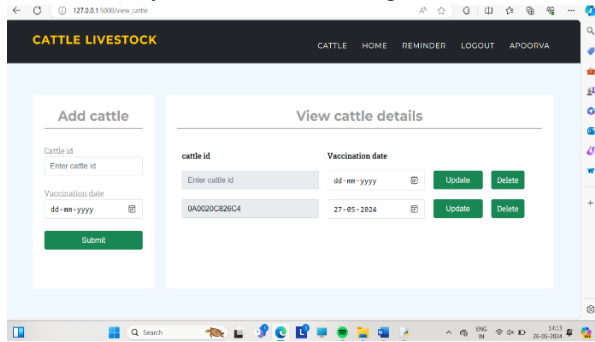 127.0.0.1:5000/view_cattle
CATTLE LIVESTOCK
CATTLE HOME REMINDER LOGOUT APOORVA
Add cattle
Cattle id
Enter cattle id
Vaccination date
dd-mm-yyyy
Submit
View cattle details
cattle id Vaccination date
Enter cattle id dd-mm-yyyy Update Delete
0A0020C826C4 27-05-2024 Update Delete
Search
ENG
IN
14:13
26-05-2024